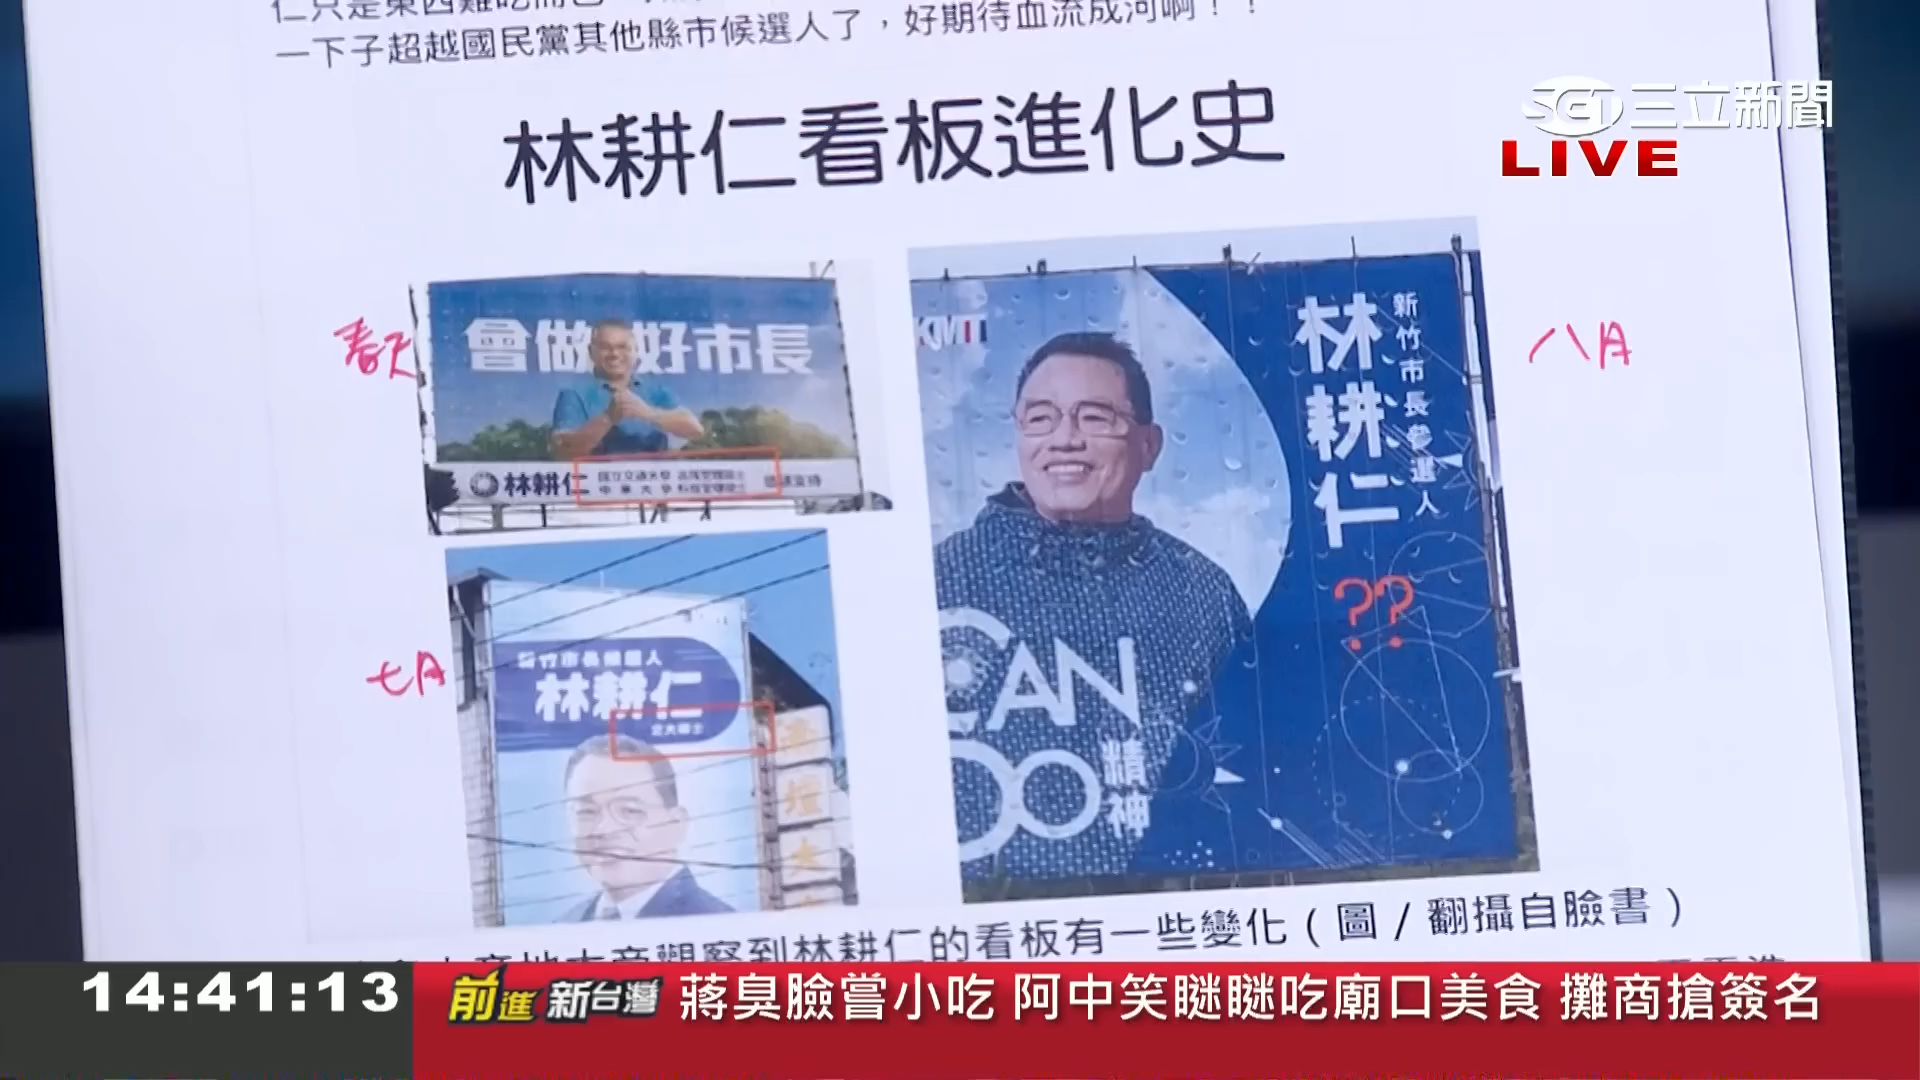 一下子超越國民黨其他縣市候選人了，好期待血流成河啊！！
SET 三立新聞
LIVE
林耕仁看板進化史
春天
會做 好市長
林耕仁
七月
新竹市長候選人
林耕仁
八月
KMT
新竹市長參選人
林耕仁
??
CAN DO
精神
察到林耕仁的看板有一些變化（圖/翻攝自臉書）
14:41:13
前進新台灣
蔣臭臉嘗小吃 阿中笑瞇瞇吃廟口美食 攤商搶簽名